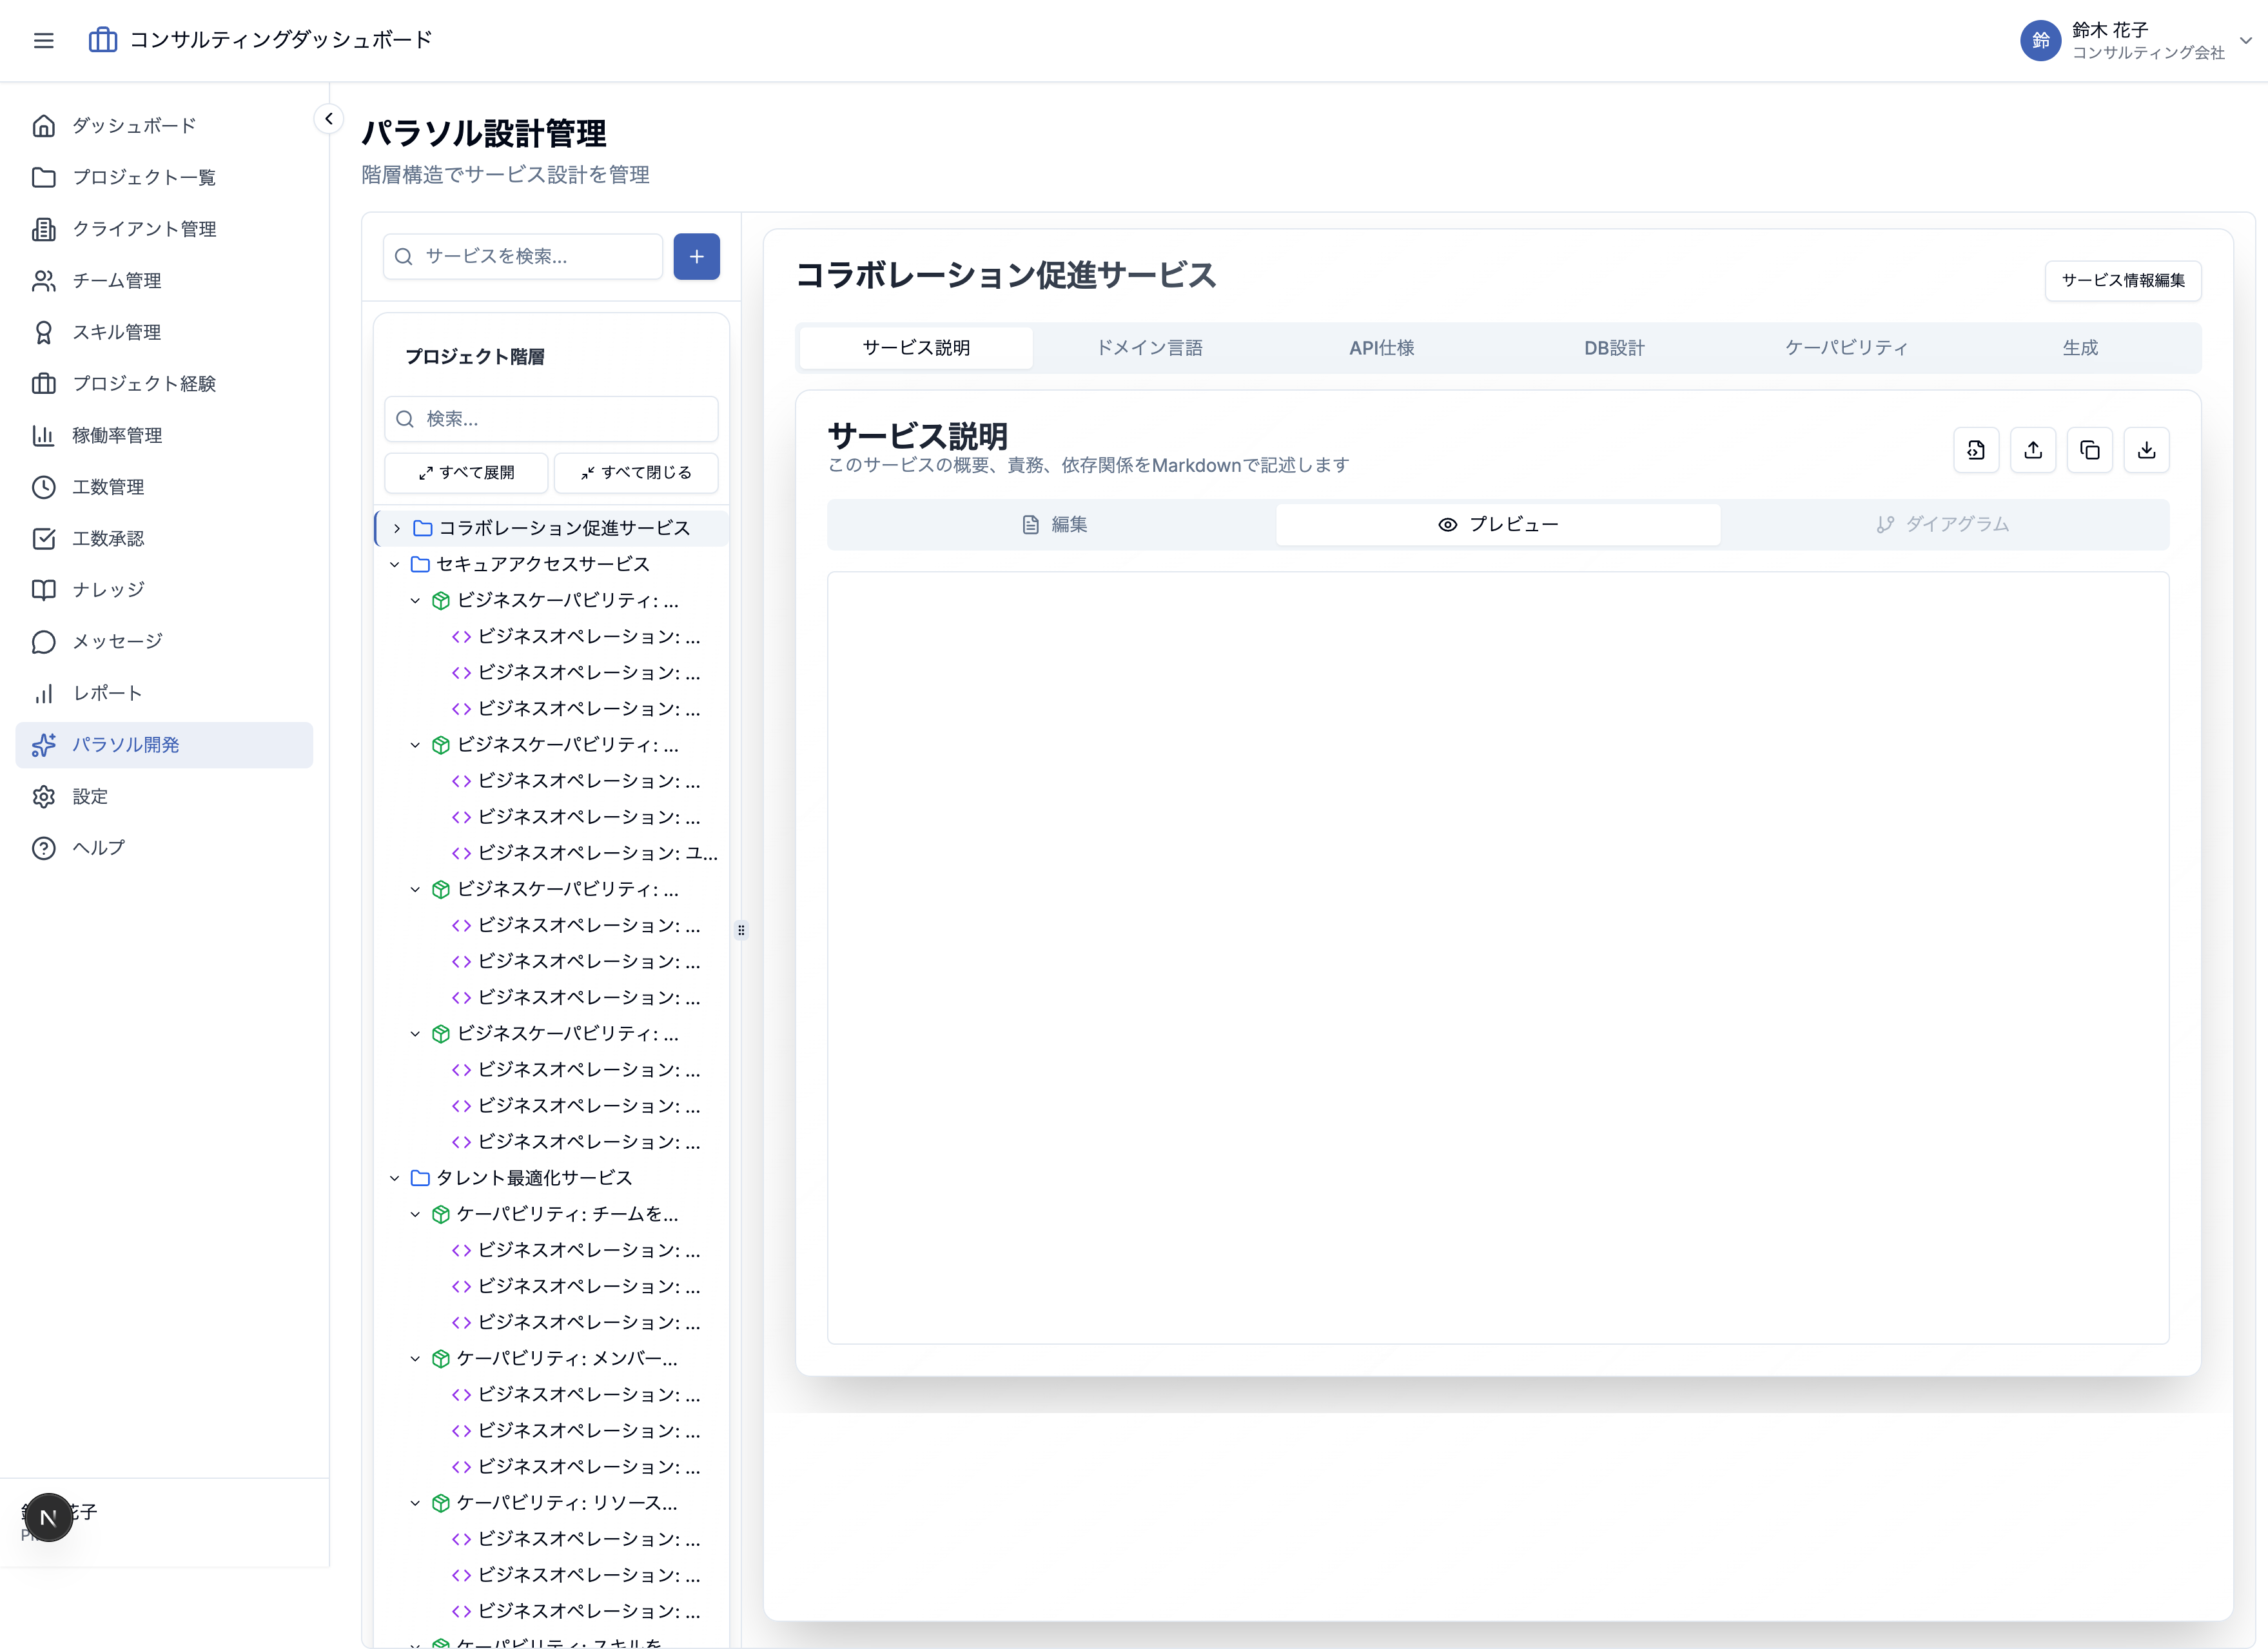 コンサルティングダッシュボード
鈴
鈴木 花子
コンサルティング会社
ダッシュボード
プロジェクト一覧
クライアント管理
チーム管理
スキル管理
プロジェクト経験
稼働率管理
工数管理
工数承認
ナレッジ
メッセージ
レポート
パラソル開発
設定
ヘルプ
花子
N
パラソル設計管理
階層構造でサービス設計を管理
サービスを検索...
プロジェクト階層
検索...
すべて展開 すべて閉じる
コラボレーション促進サービス
セキュアアクセスサービス
ビジネスケーパビリティ: ...
ビジネスオペレーション: ...
ビジネスオペレーション: ...
ビジネスオペレーション: ...
ビジネスケーパビリティ: ...
ビジネスオペレーション: ...
ビジネスオペレーション: ...
ビジネスオペレーション: ユ...
ビジネスケーパビリティ: ...
ビジネスオペレーション: ...
ビジネスオペレーション: ...
ビジネスオペレーション: ...
ビジネスケーパビリティ: ...
ビジネスオペレーション: ...
ビジネスオペレーション: ...
ビジネスオペレーション: ...
タレント最適化サービス
ケーパビリティ: チームを...
ビジネスオペレーション: ...
ビジネスオペレーション: ...
ビジネスオペレーション: ...
ケーパビリティ: メンバー...
ビジネスオペレーション: ...
ビジネスオペレーション: ...
ビジネスオペレーション: ...
ケーパビリティ: リソース...
ビジネスオペレーション: ...
ビジネスオペレーション: ...
ビジネスオペレーション: ...
ケーパビリティ: スキルを
コラボレーション促進サービス
サービス情報編集
サービス説明 ドメイン言語 API仕様 DB設計 ケーパビリティ 生成
サービス説明
このサービスの概要、責務、依存関係をMarkdownで記述します
編集 プレビュー ダイアグラム